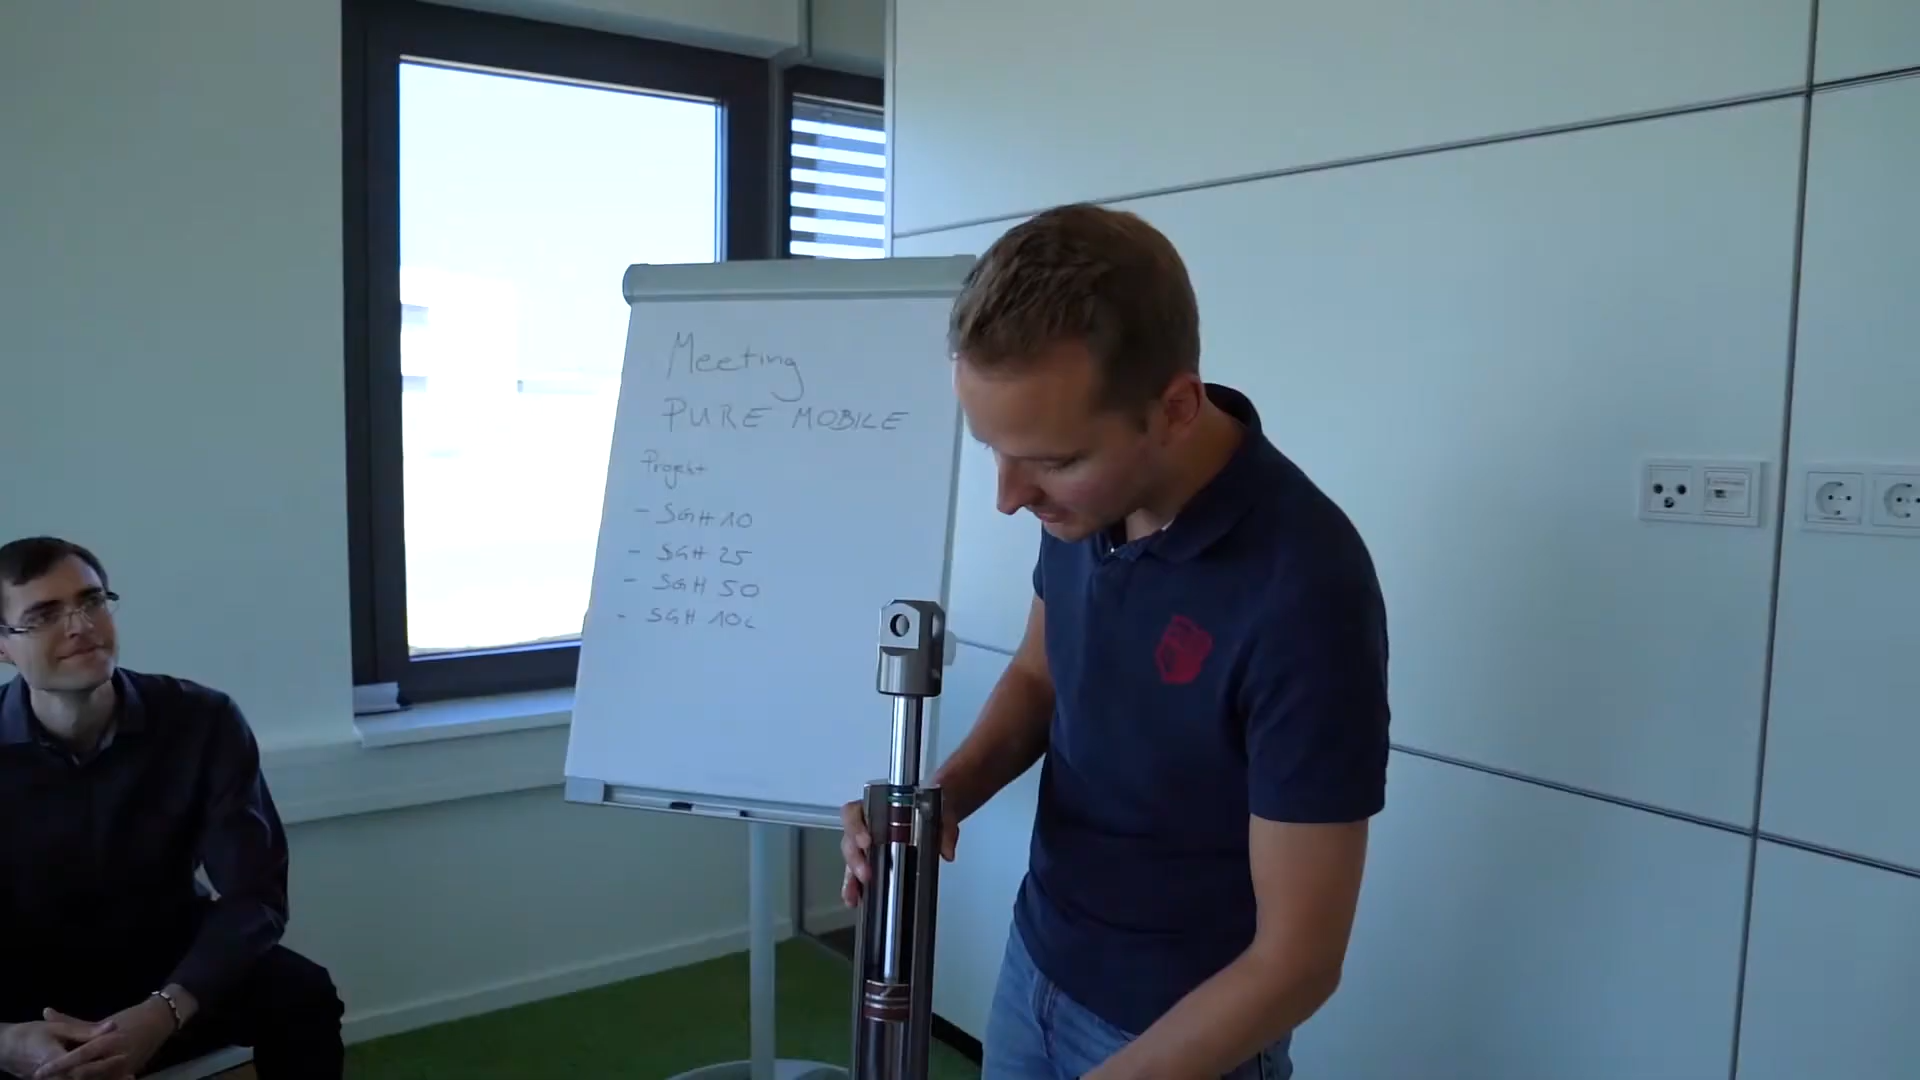 Meeting
PURE MOBILE
Projekt
- SGH 10
- SGH 25
- SGH 50
- SGH 10L